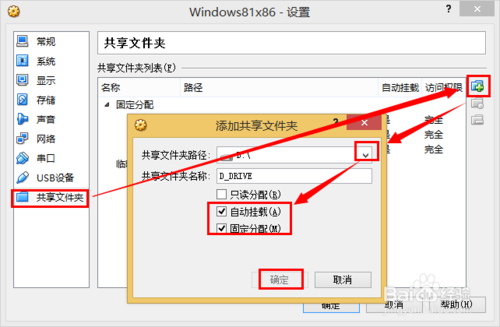 Windows81x86 - 设置
?
常规
系统
显示
存储
声音
网络
串口
USB设备
共享文件夹
共享文件夹
共享文件夹列表(F)
名称 路径 自动挂载 访问权限
固定分配
完全
完全
临
完全
添加共享文件夹 ?
共享文件夹路径: D:\
共享文件夹名称: D_DRIVE
只读分配(R)
自动挂载(A)
固定分配(M)
确定 取消
确定 取消 帮助(H)
Baidu 经验